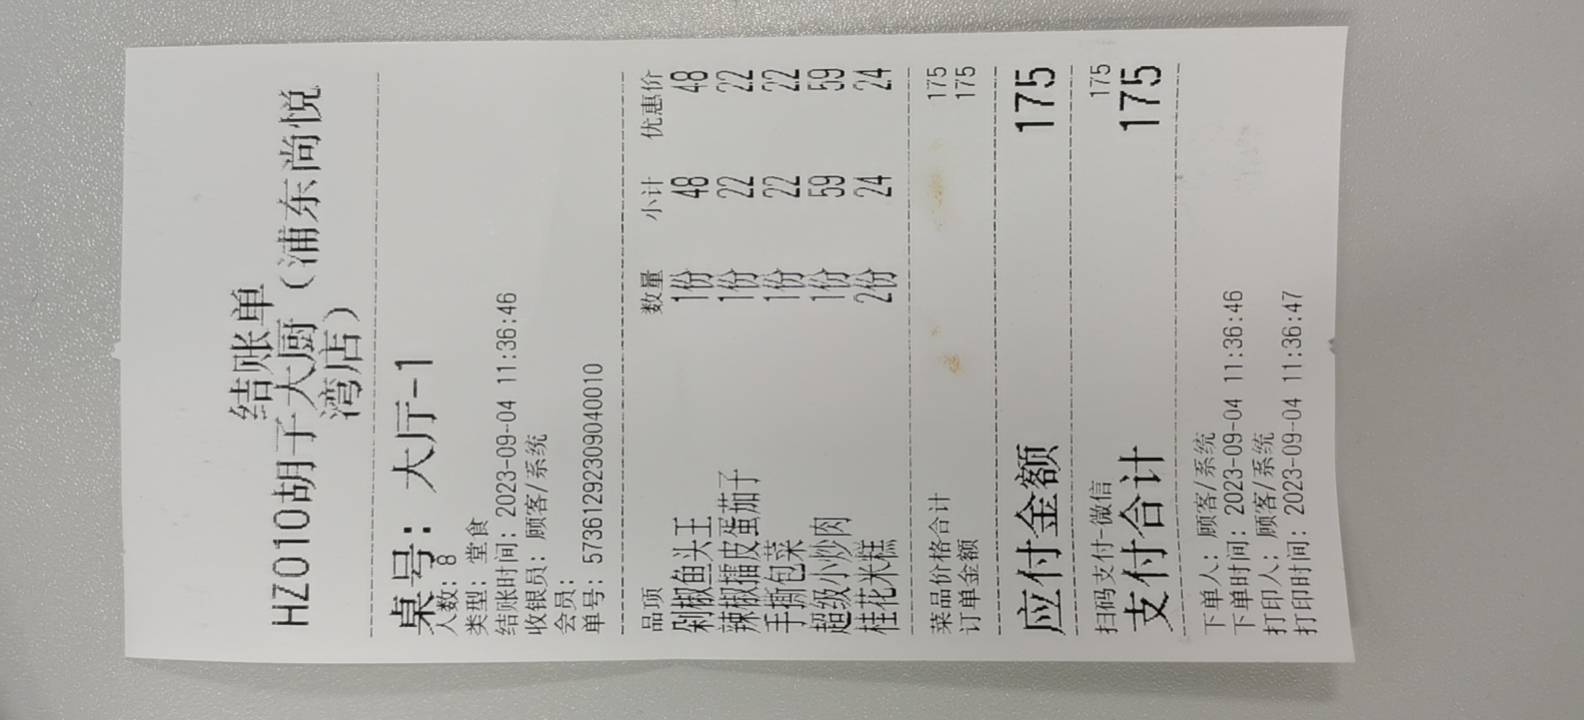 结账单
HZ010胡子大厨（浦东尚悦
湾店）
桌号：大厅-1
人数：8
类型：堂食
结账时间：2023-09-04 11:36:46
收银员：顾客/系统
会员：
单号：57361292309040010
品项 数量 小计 优惠价
剁椒鱼头王 1份 48 48
辣椒擂皮蛋茄子 1份 22 22
手撕包菜 1份 22 22
超级小炒肉 1份 59 59
桂花米糕 2份 24 24
菜品价格合计 175
订单金额 175
应付金额 175
扫码支付-微信 175
支付合计 175
下单人：顾客/系统
下单时间：2023-09-04 11:36:46
打印人：顾客/系统
打印时间：2023-09-04 11:36:47